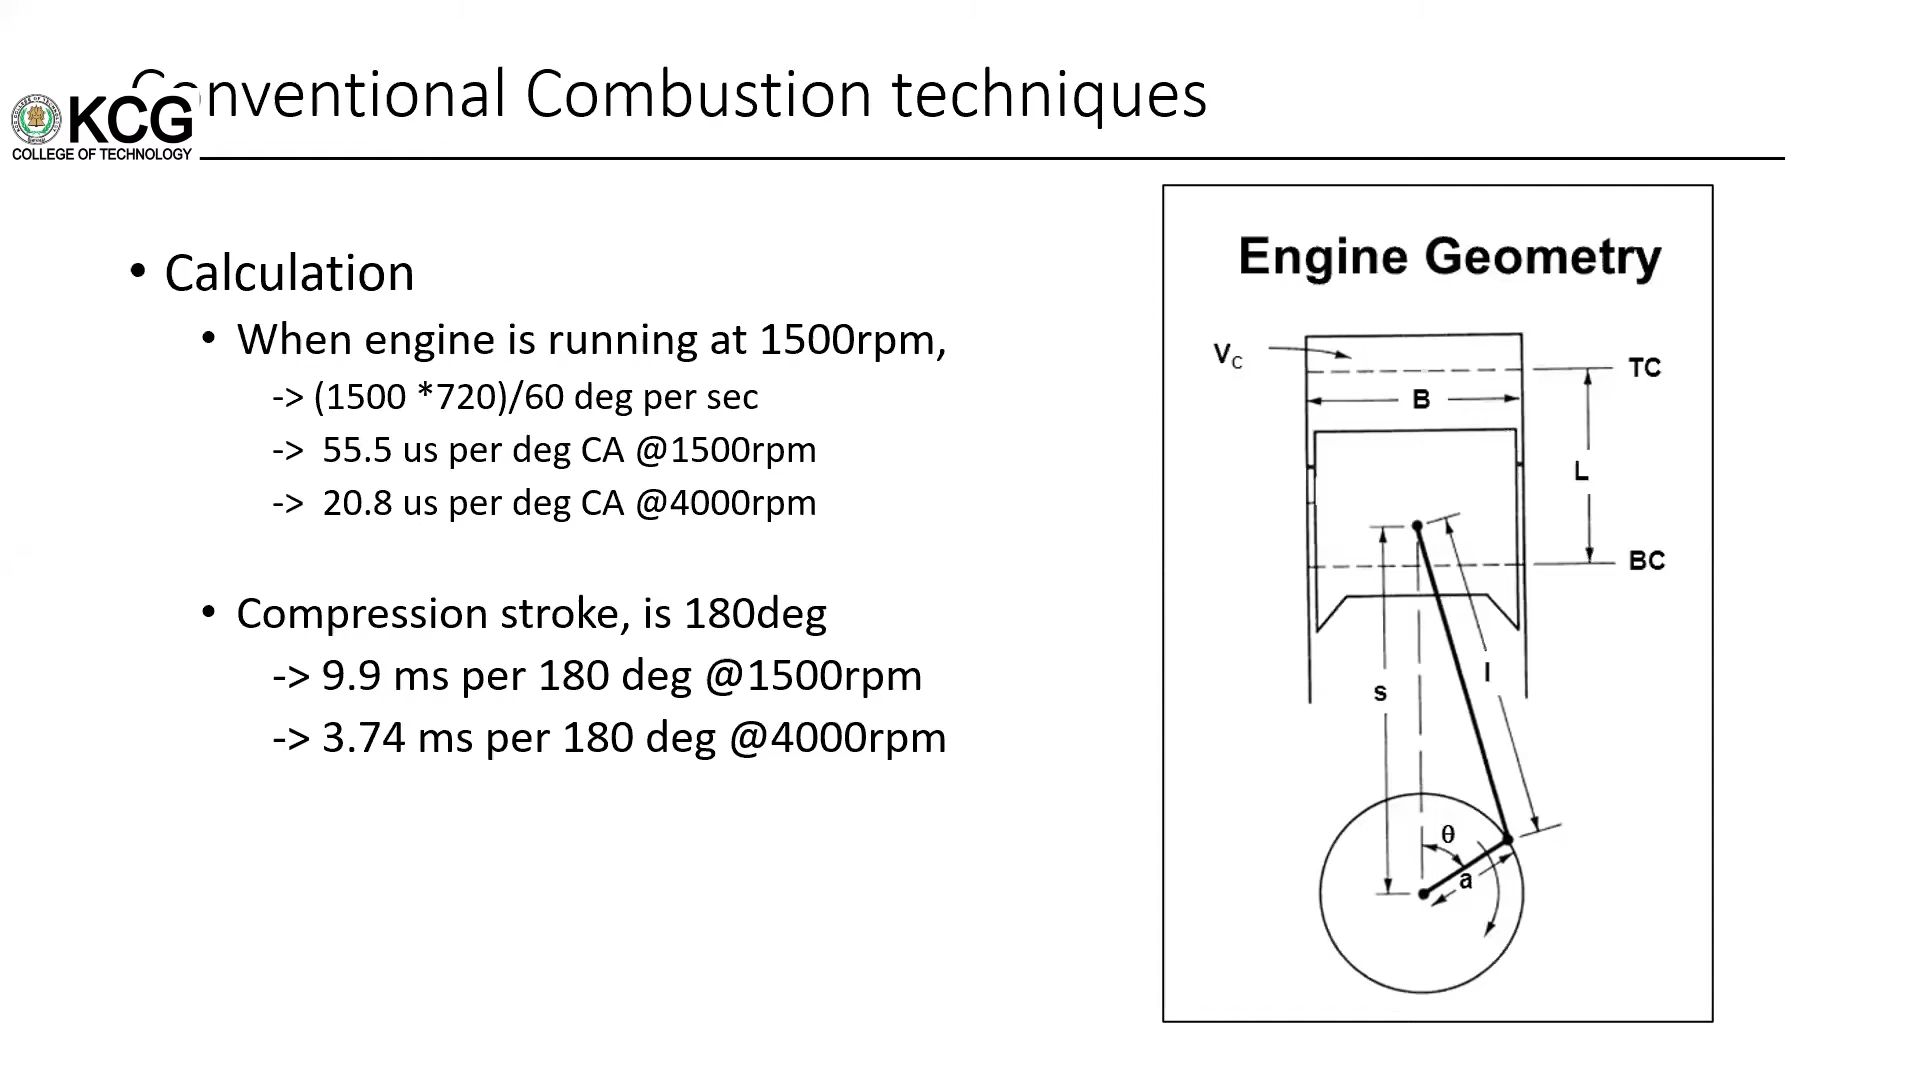 Conventional Combustion techniques
KCG
COLLEGE OF TECHNOLOGY
• Calculation
• When engine is running at 1500rpm,
-> (1500 *720)/60 deg per sec
-> 55.5 us per deg CA @1500rpm
-> 20.8 us per deg CA @4000rpm
• Compression stroke, is 180deg
-> 9.9 ms per 180 deg @1500rpm
-> 3.74 ms per 180 deg @4000rpm
Engine Geometry
Vc
TC
B
L
BC
s
l
θ
a